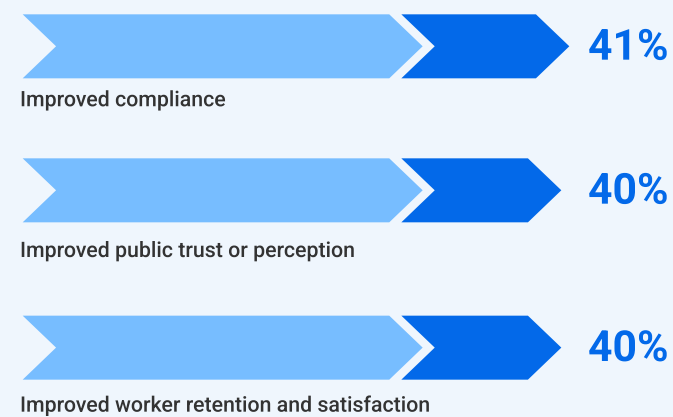 41%
Improved compliance
40%
Improved public trust or perception
40%
Improved worker retention and satisfaction